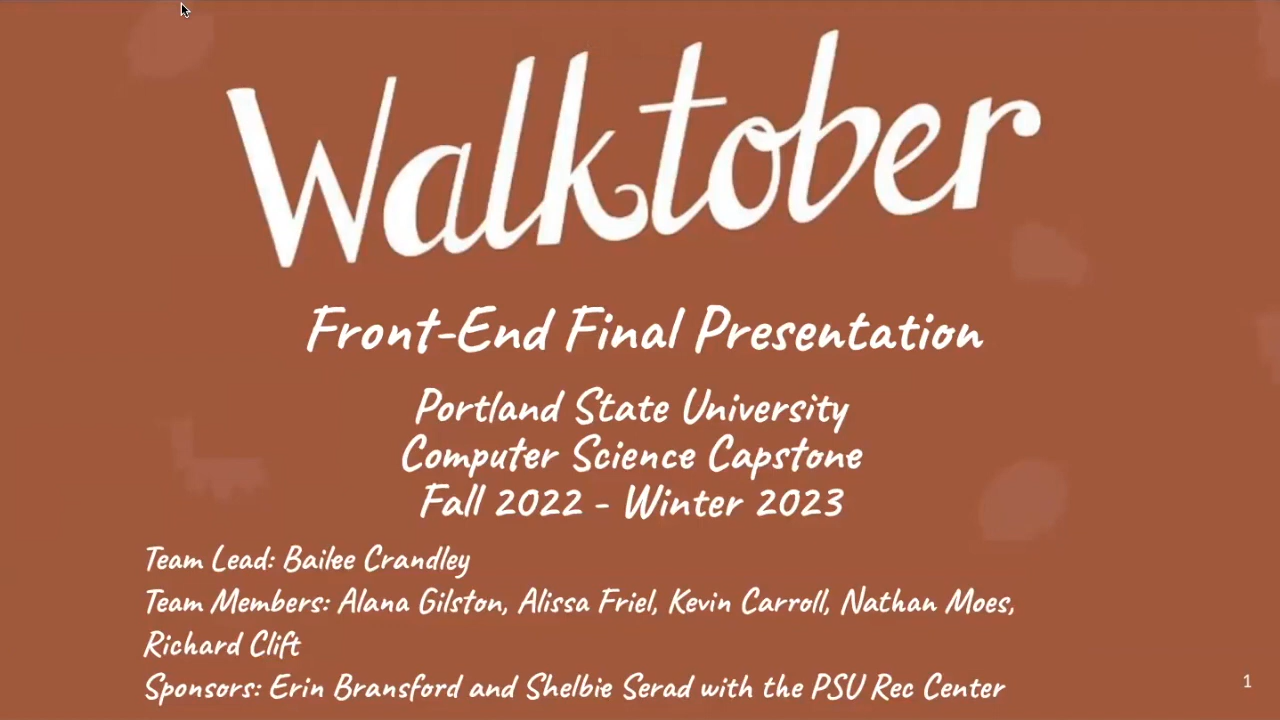 Walktober
Front-End Final Presentation
Portland State University
Computer Science Capstone
Fall 2022 - Winter 2023
Team Lead: Bailee Crandley
Team Members: Alana Gilston, Alissa Friel, Kevin Carroll, Nathan Moes,
Richard Clift
Sponsors: Erin Bransford and Shelbie Serad with the PSU Rec Center
1